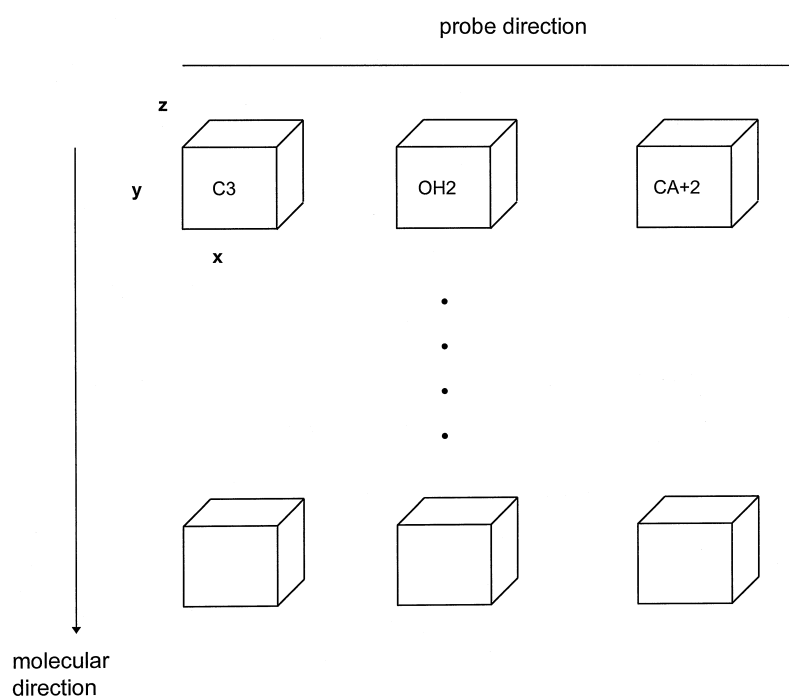 probe direction
z
C3
OH2
CA+2
y
x
molecular
direction